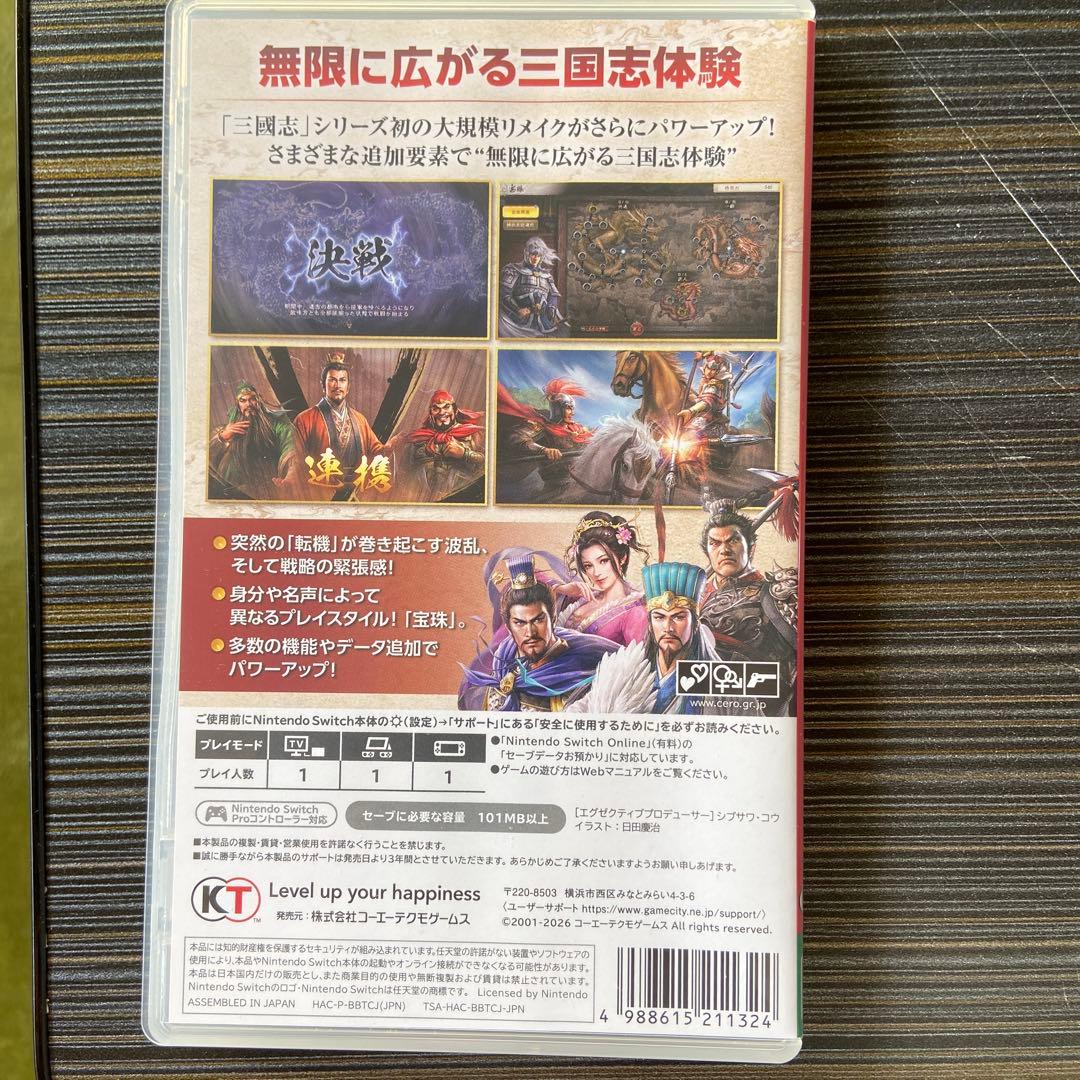 無限に広がる三国志体験
「三國志」シリーズ初の大規模リメイクがさらにパワーアップ!
さまざまな追加要素で“無限に広がる三国志体験”
決戦
連携
突然の「転機」が巻き起こす波乱、
そして戦略の緊張感!
身分や名声によって
異なるプレイスタイル!「宝珠」。
多数の機能やデータ追加で
パワーアップ!
www.cero.gr.jp
ご使用前にNintendo Switch本体の(設定)→「サポート」にある「安全に使用するために」を必ずお読みください。
プレイモード TV
プレイ人数 1 1 1
●「Nintendo Switch Online」(有料)の
「セーブデータお預かり」に対応しています。
●ゲームの遊び方はWebマニュアルをご覧ください。
Nintendo Switch
Proコントローラー対応
セーブに必要な容量 101MB以上
[エグゼクティブプロデューサー]シブサワ・コウ
イラスト:日田慶治
■本製品の複製・賃貸・営業使用を許諾なく行うことを禁じます。
■誠に勝手ながら本製品のサポートは発売日より3年間とさせていただきます。あらかじめご了承くださいますようお願い申しあげます。
KT™ Level up your happiness
発売元:株式会社コーエーテクモゲームス
〒220-8503 横浜市西区みなとみらい4-3-6
〈ユーザーサポート https://www.gamecity.ne.jp/support/〉
©2001-2026 コーエーテクモゲームス All rights reserved.
本品には知的財産権を保護するセキュリティが組み込まれています。任天堂の許諾がない装置やソフトウェアの
使用により、本品やNintendo Switch本体の起動やオンライン接続ができなくなる可能性があります。
本品は日本国内だけの販売とし、また商業目的の使用や無断複製および賃貸は禁止されています。
Nintendo Switchのロゴ・Nintendo Switchは任天堂の商標です。 Licensed by Nintendo
ASSEMBLED IN JAPAN HAC-P-BBTCJ(JPN) TSA-HAC-BBTCJ-JPN
4 988615 211324